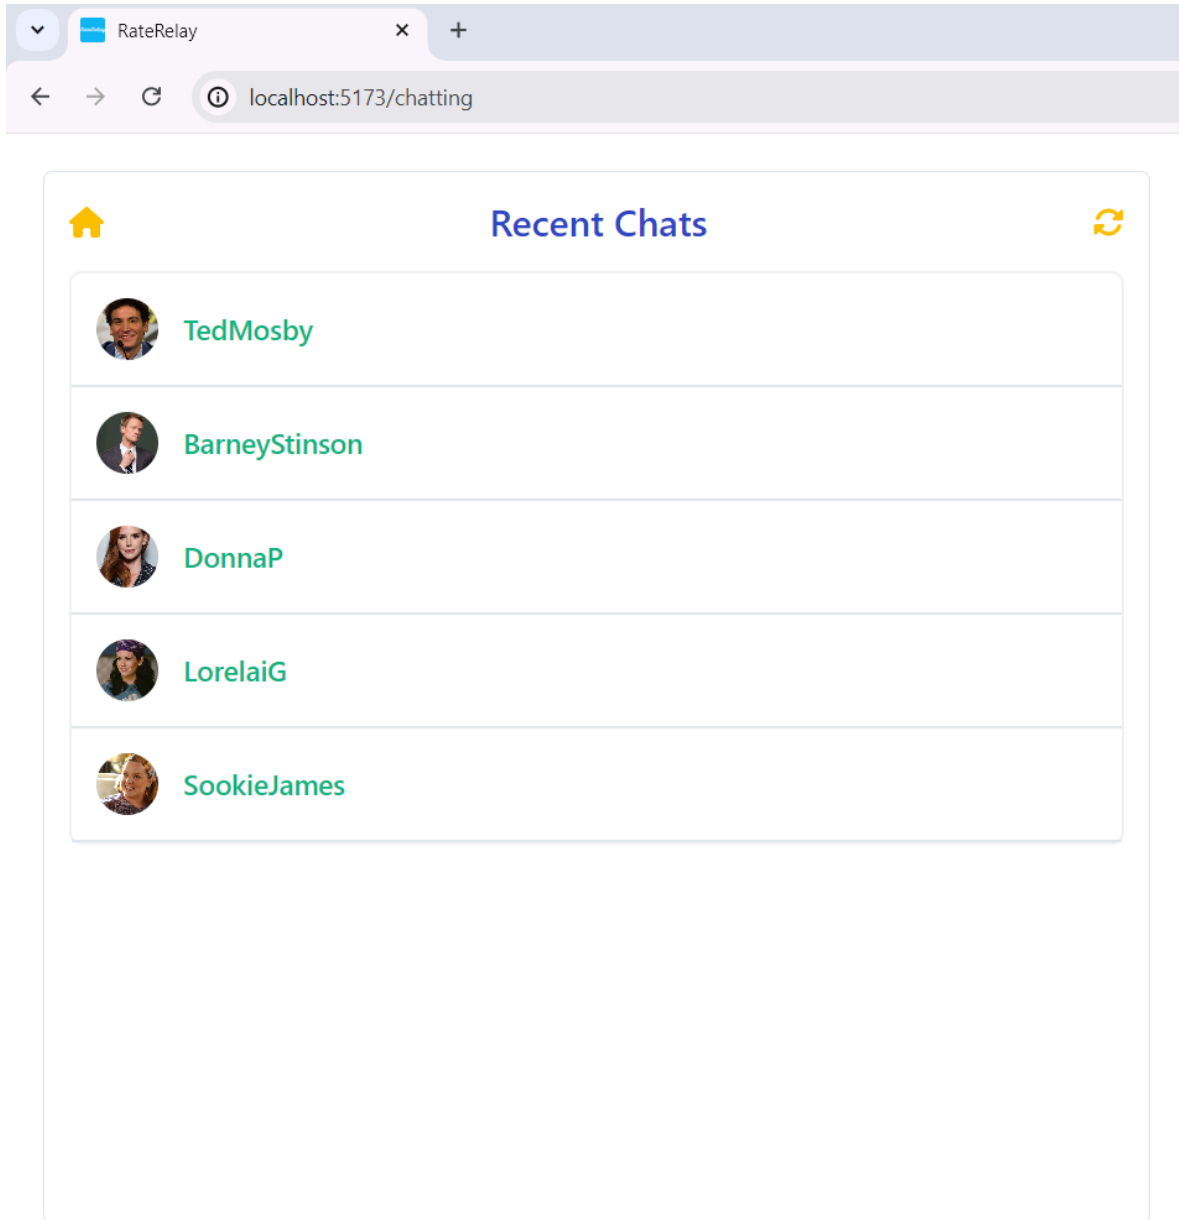 RateRelay
localhost:5173/chatting
Recent Chats
TedMosby
BarneyStinson
DonnaP
LorelaiG
SookieJames